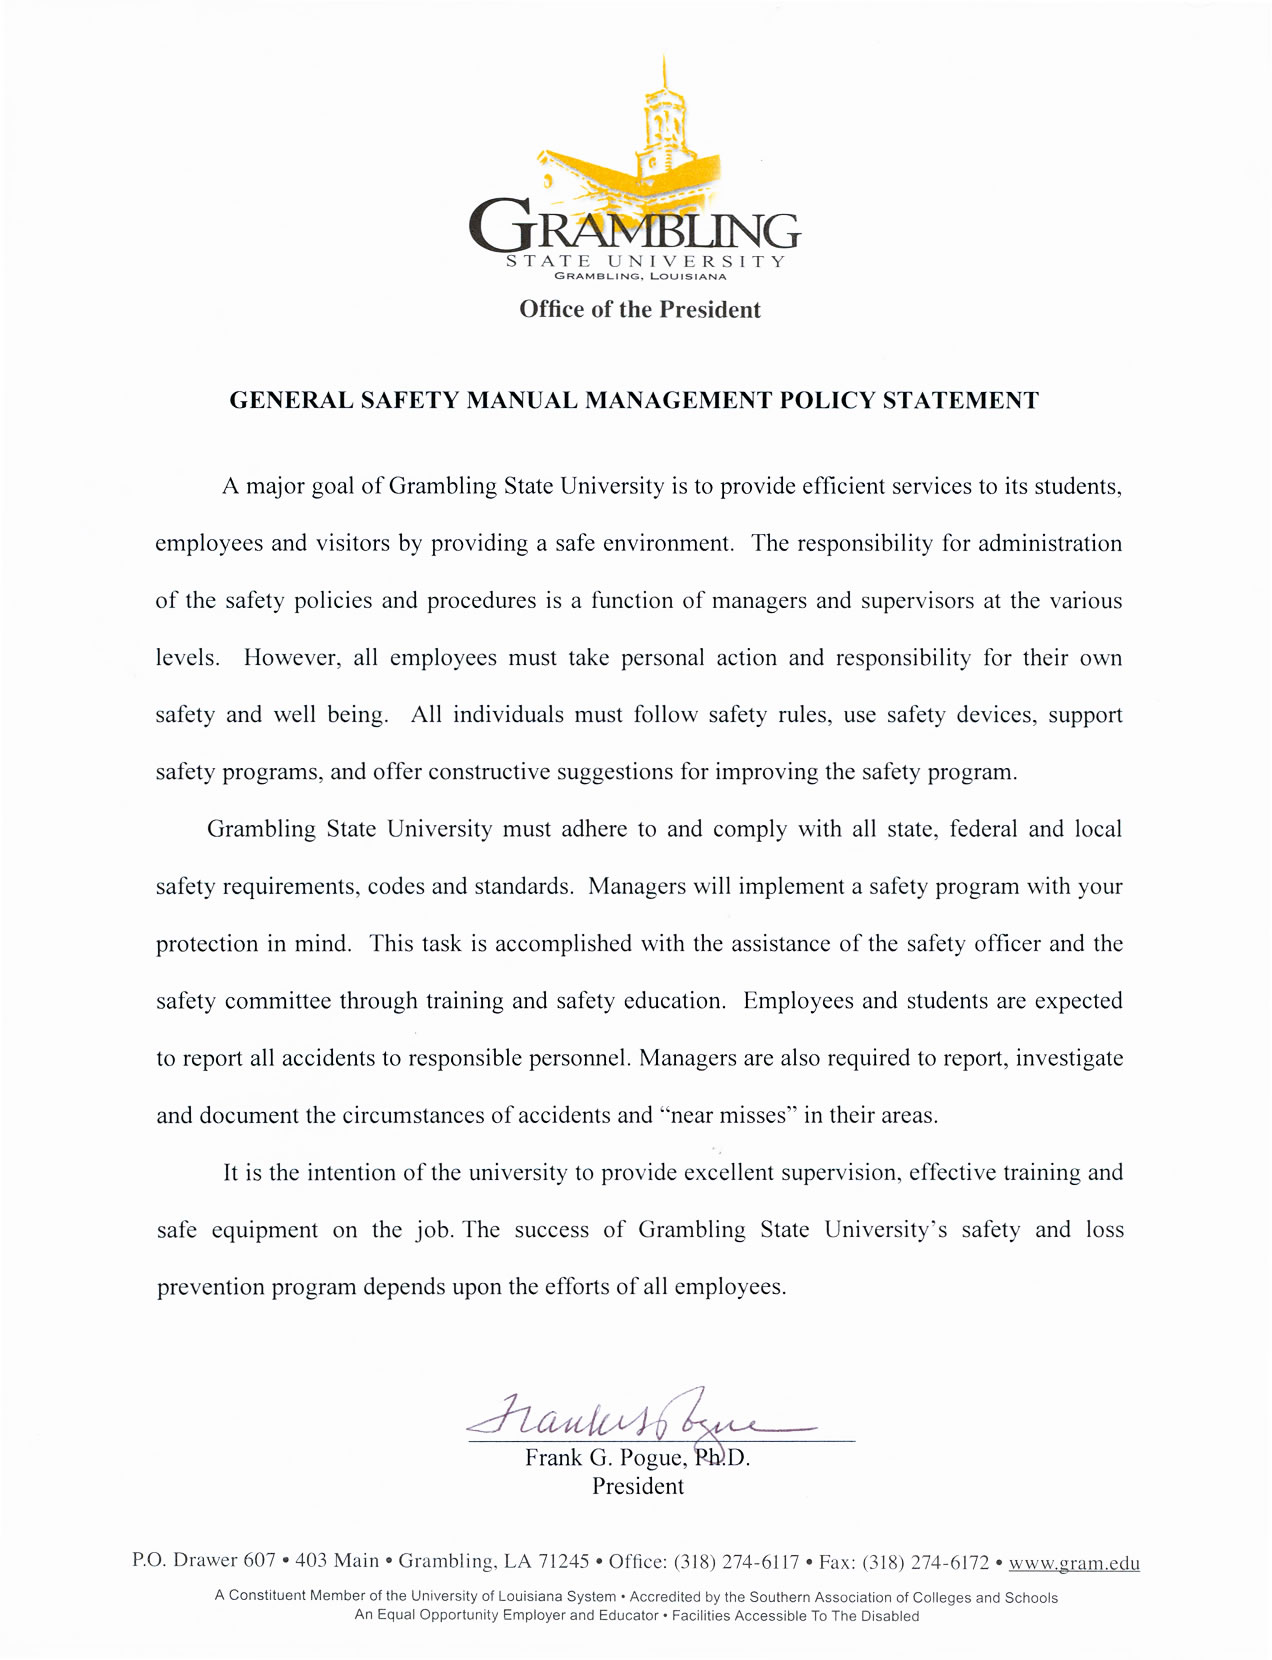 GRAMBLING
STATE UNIVERSITY
GRAMBLING, LOUISIANA
Office of the President
GENERAL SAFETY MANUAL MANAGEMENT POLICY STATEMENT
A major goal of Grambling State University is to provide efficient services to its students,
employees and visitors by providing a safe environment. The responsibility for administration
of the safety policies and procedures is a function of managers and supervisors at the various
levels. However, all employees must take personal action and responsibility for their own
safety and well being. All individuals must follow safety rules, use safety devices, support
safety programs, and offer constructive suggestions for improving the safety program.
Grambling State University must adhere to and comply with all state, federal and local
safety requirements, codes and standards. Managers will implement a safety program with your
protection in mind. This task is accomplished with the assistance of the safety officer and the
safety committee through training and safety education. Employees and students are expected
to report all accidents to responsible personnel. Managers are also required to report, investigate
and document the circumstances of accidents and “near misses” in their areas.
It is the intention of the university to provide excellent supervision, effective training and
safe equipment on the job. The success of Grambling State University's safety and loss
prevention program depends upon the efforts of all employees.
Frank G. Pogue
Frank G. Pogue, Ph.D.
President
P.O. Drawer 607 • 403 Main • Grambling, LA 71245 • Office: (318) 274-6117 • Fax: (318) 274-6172 • www.gram.edu
A Constituent Member of the University of Louisiana System • Accredited by the Southern Association of Colleges and Schools
An Equal Opportunity Employer and Educator • Facilities Accessible To The Disabled